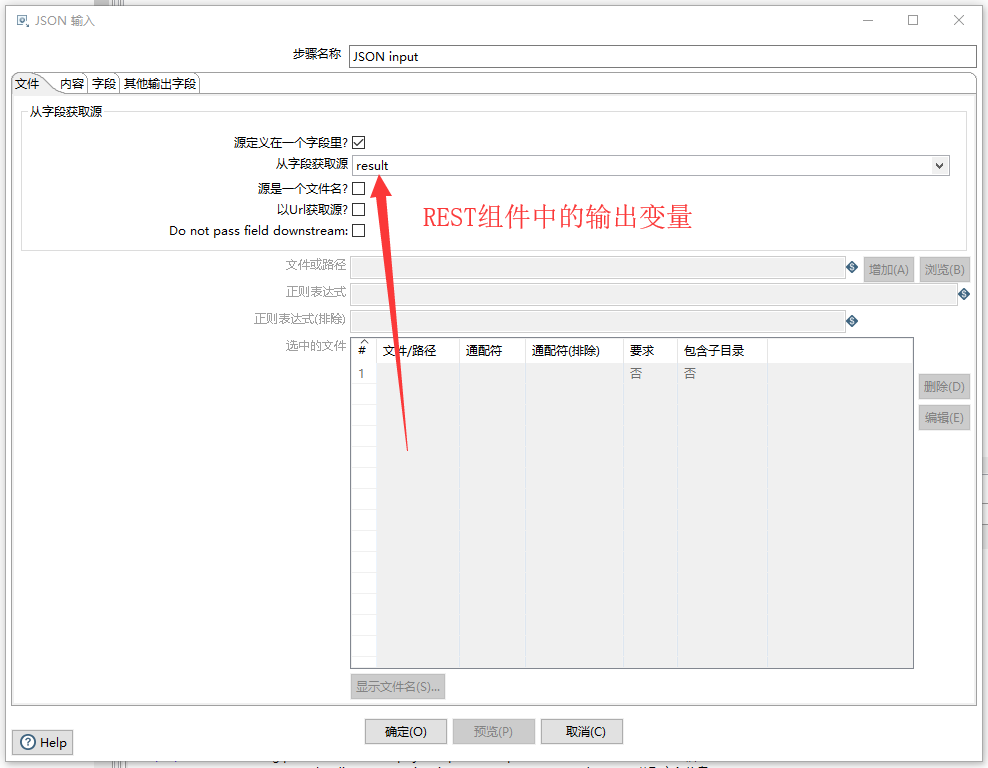 JSON 输入
步骤名称 JSON input
文件 内容 字段 其他输出字段
从字段获取源
源定义在一个字段里?
从字段获取源 result
源是一个文件名?
以Url获取源?
REST组件中的输出变量
Do not pass field downstream:
文件或路径 增加(A) 浏览(B)
正则表达式
正则表达式(排除)
选中的文件 # 文件/路径 通配符 通配符(排除) 要求 包含子目录
1 否 否
删除(D)
编辑(E)
显示文件名(S)...
确定(O) 预览(P) 取消(C)
Help